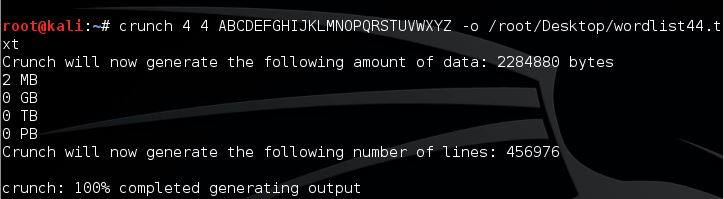 root@kali:~# crunch 4 4 ABCDEFGHIJKLMNOPQRSTUVWXYZ -o /root/Desktop/wordlist44.t
xt
Crunch will now generate the following amount of data: 2284880 bytes
2 MB
0 GB
0 TB
0 PB
Crunch will now generate the following number of lines: 456976
crunch: 100% completed generating output